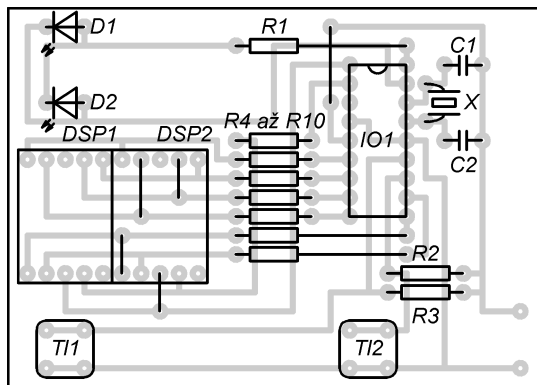 D1
R1
C1
D2
X
DSP1
DSP2
R4 až R10
IO1
C2
R2
R3
Tl1
Tl2